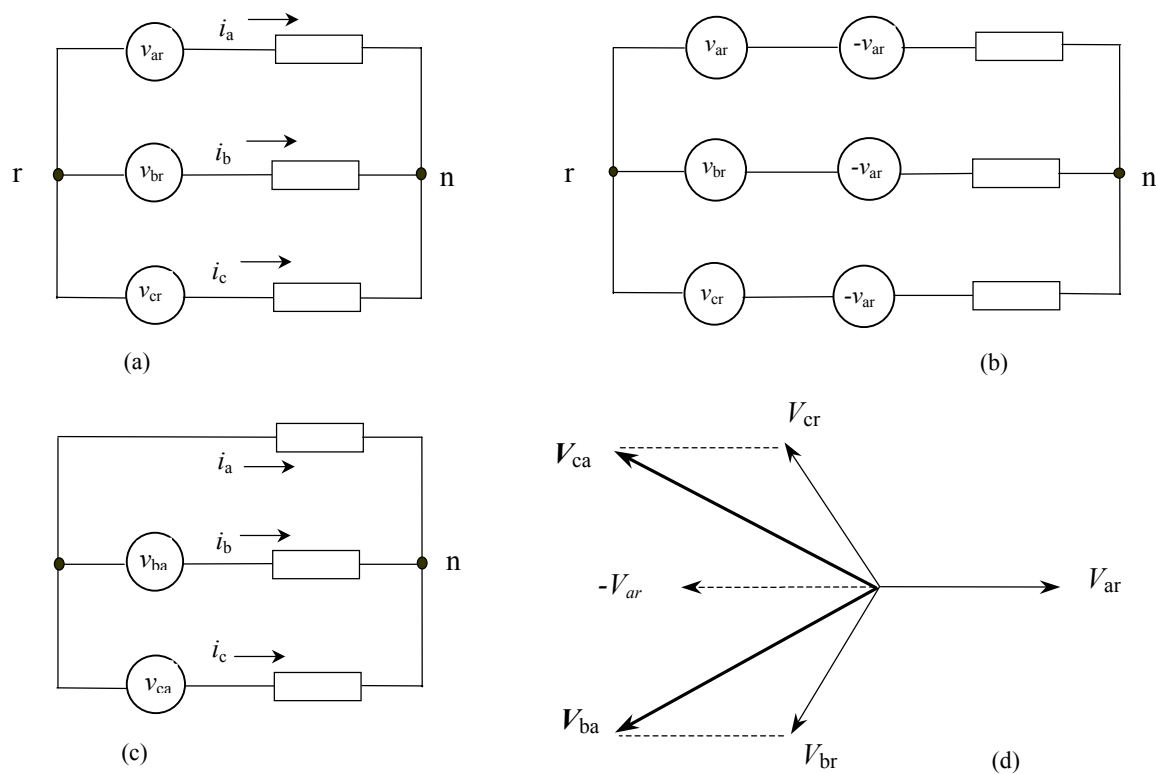 i_a
v_ar
r
i_b
v_br
n
i_c
v_cr
(a)
v_ar
-v_ar
r
v_br
-v_ar
n
v_cr
-v_ar
(b)
i_a
i_b
v_ba
n
i_c
v_ca
(c)
V_cr
V_ca
-V_ar
V_ar
V_ba
V_br
(d)